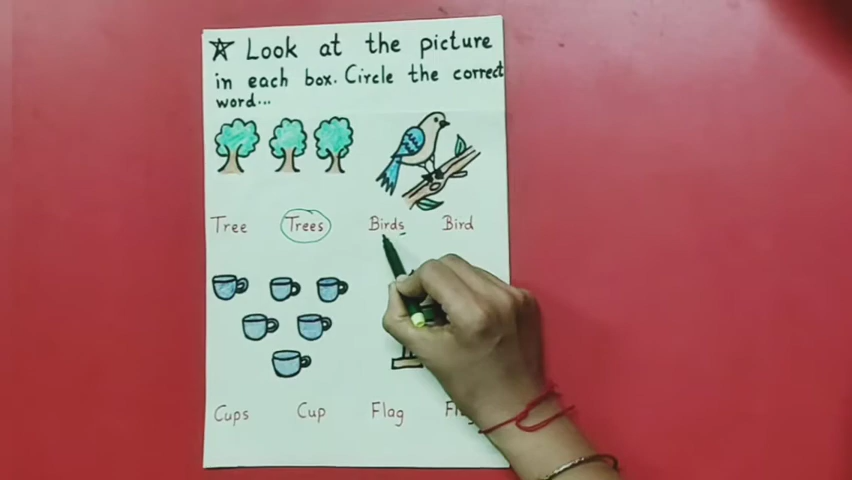 Look at the picture
in each box. Circle the correct
word...
Tree Trees Birds Bird
Cups Cup Flag